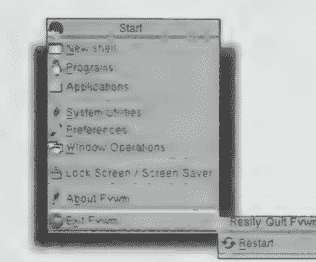 Start
New shell
Programs
Applications
System Utilities
Preferences
Window Operations
Lock Screen / Screen Saver
About Fvwm
Exit Fvwm
Really Quit Fvwm
Restart